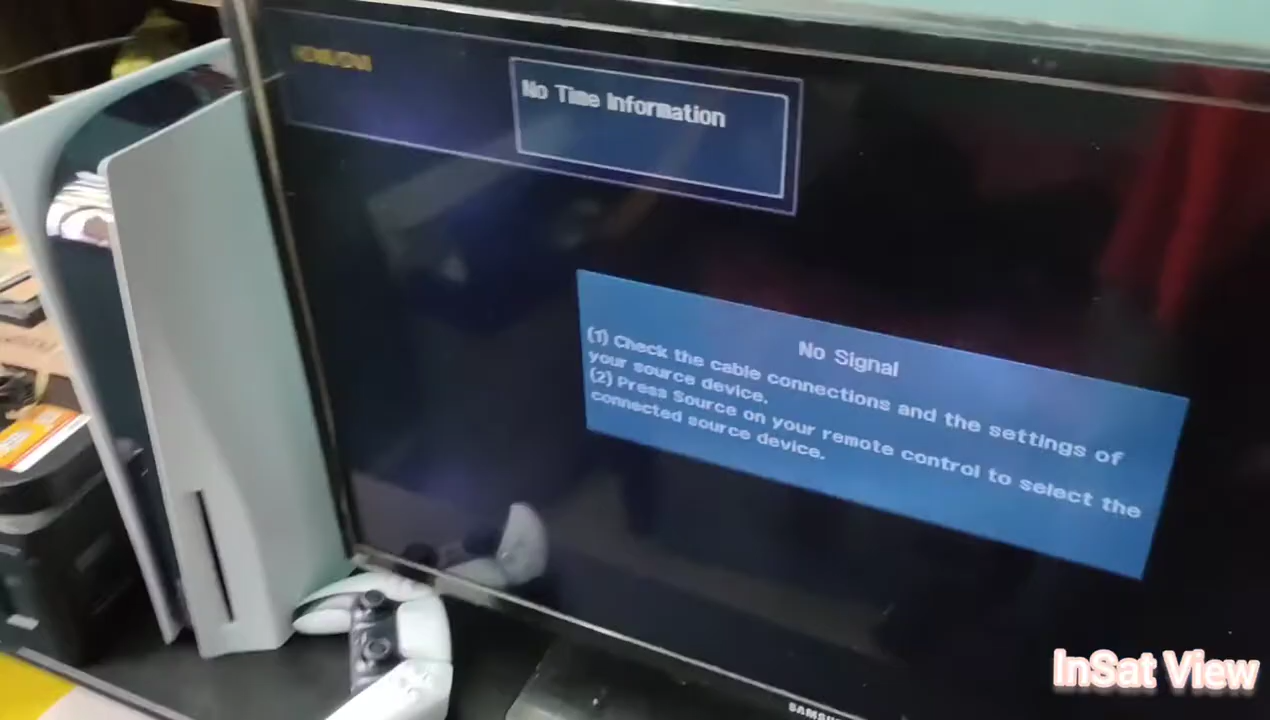 No Time Information
No Signal
(1) Check the cable connections and the settings of
your source device.
(2) Press Source on your remote control to select the
connected source device.
InSat View